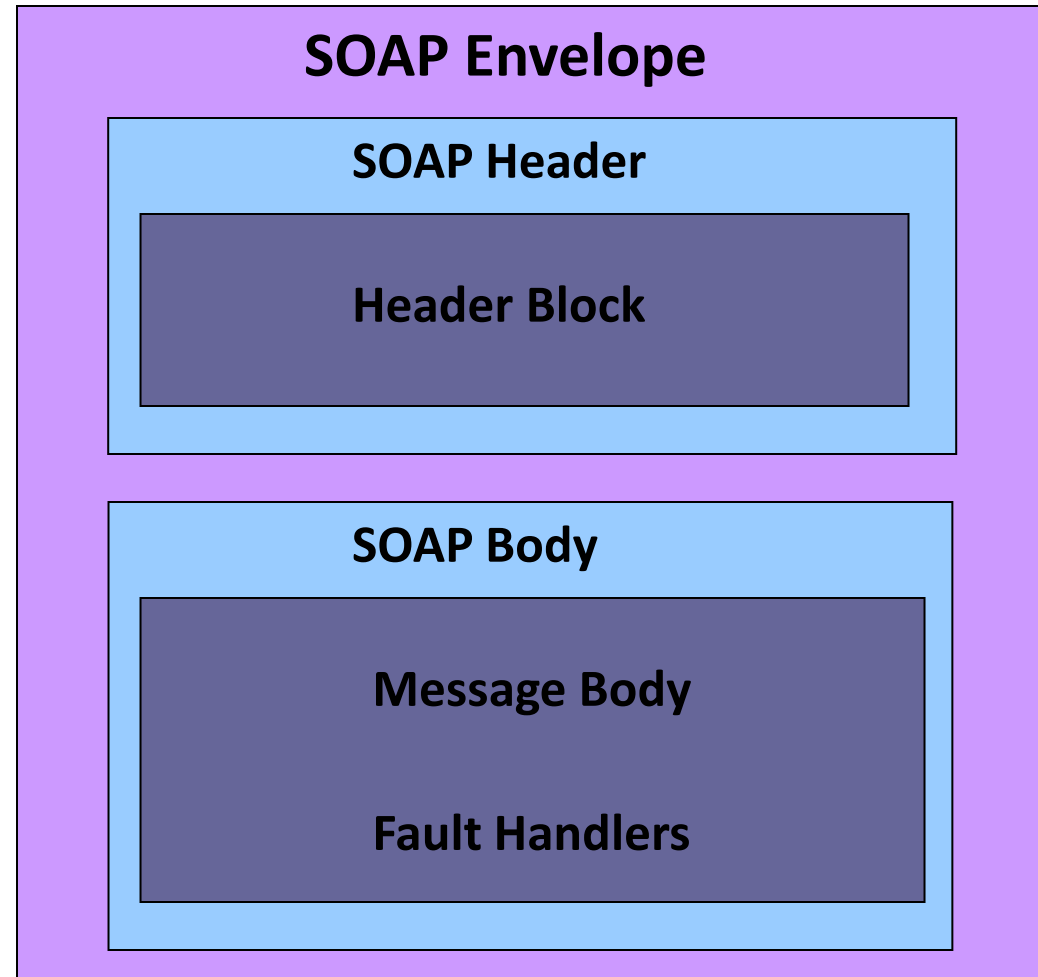 SOAP Envelope
SOAP Header
Header Block
SOAP Body
Message Body
Fault Handlers